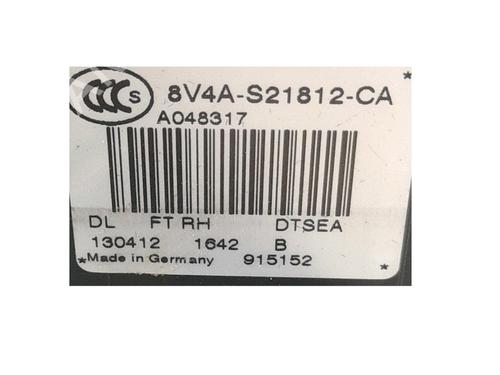 CCC S 8V4A-S21812-CA
A048317
DL FT RH DTSEA
130412 1642 B
*Made in Germany 915152 *